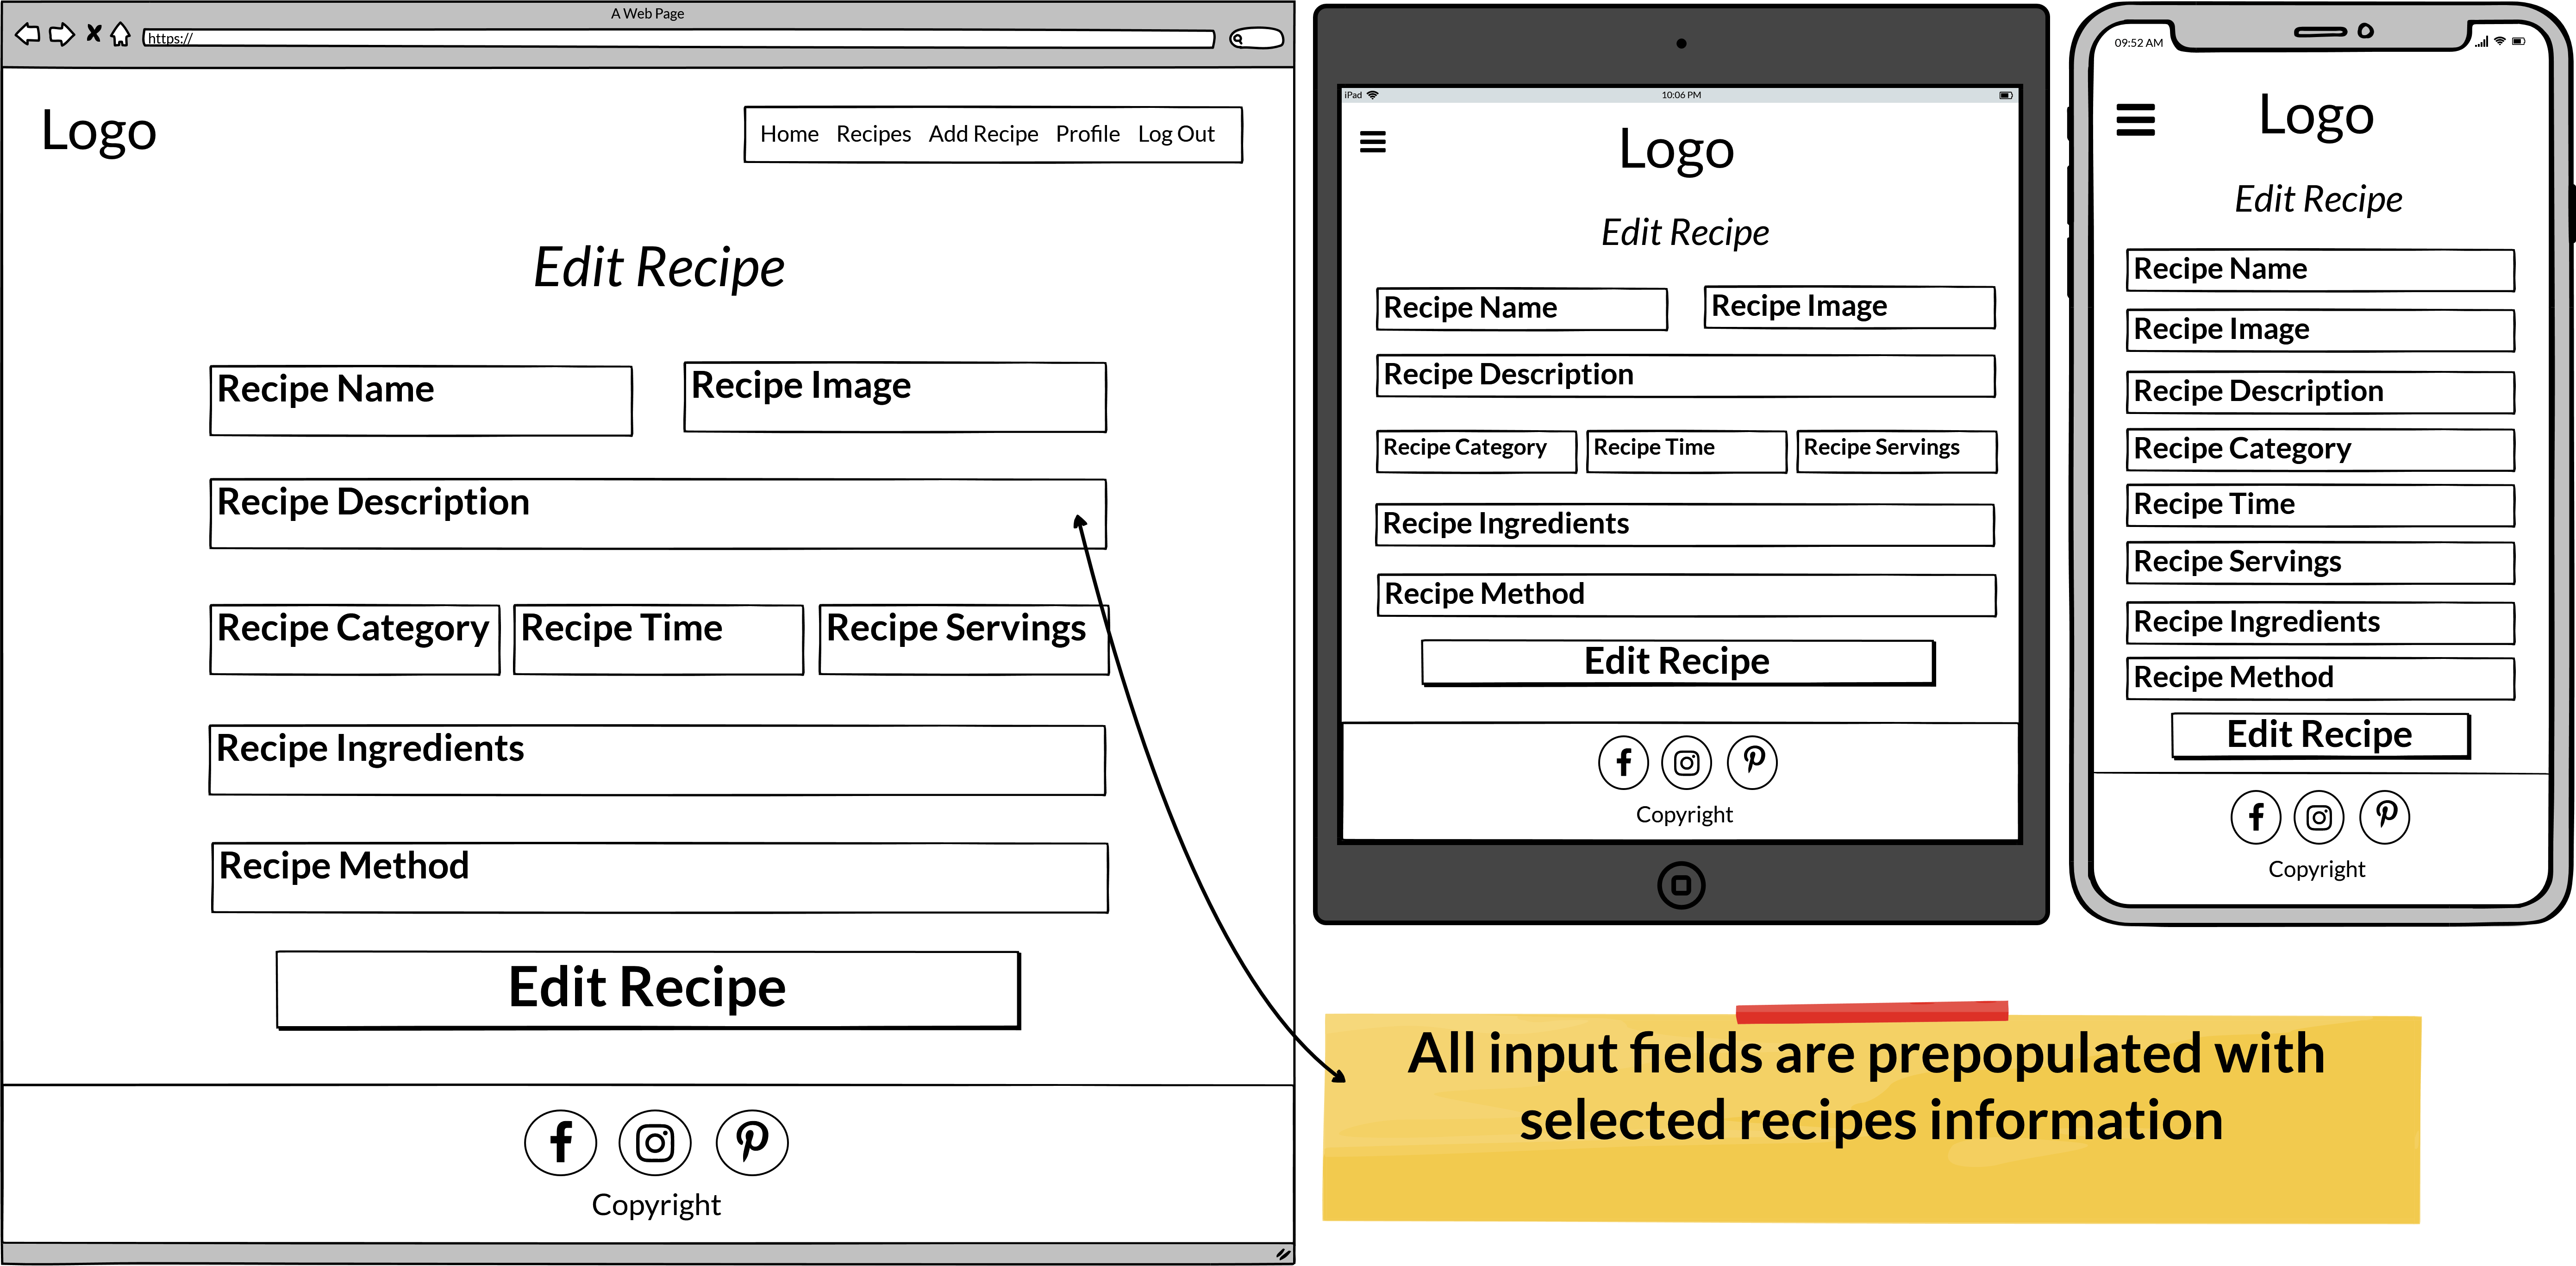 A Web Page
https://
Logo
Home Recipes Add Recipe Profile Log Out
Edit Recipe
Recipe Name
Recipe Image
Recipe Description
Recipe Category
Recipe Time
Recipe Servings
Recipe Ingredients
Recipe Method
Edit Recipe
Copyright
iPad
10:06 PM
Logo
Edit Recipe
Recipe Name
Recipe Image
Recipe Description
Recipe Category
Recipe Time
Recipe Servings
Recipe Ingredients
Recipe Method
Edit Recipe
Copyright
09:52 AM
Logo
Edit Recipe
Recipe Name
Recipe Image
Recipe Description
Recipe Category
Recipe Time
Recipe Servings
Recipe Ingredients
Recipe Method
Edit Recipe
Copyright
All input fields are prepopulated with
selected recipes information